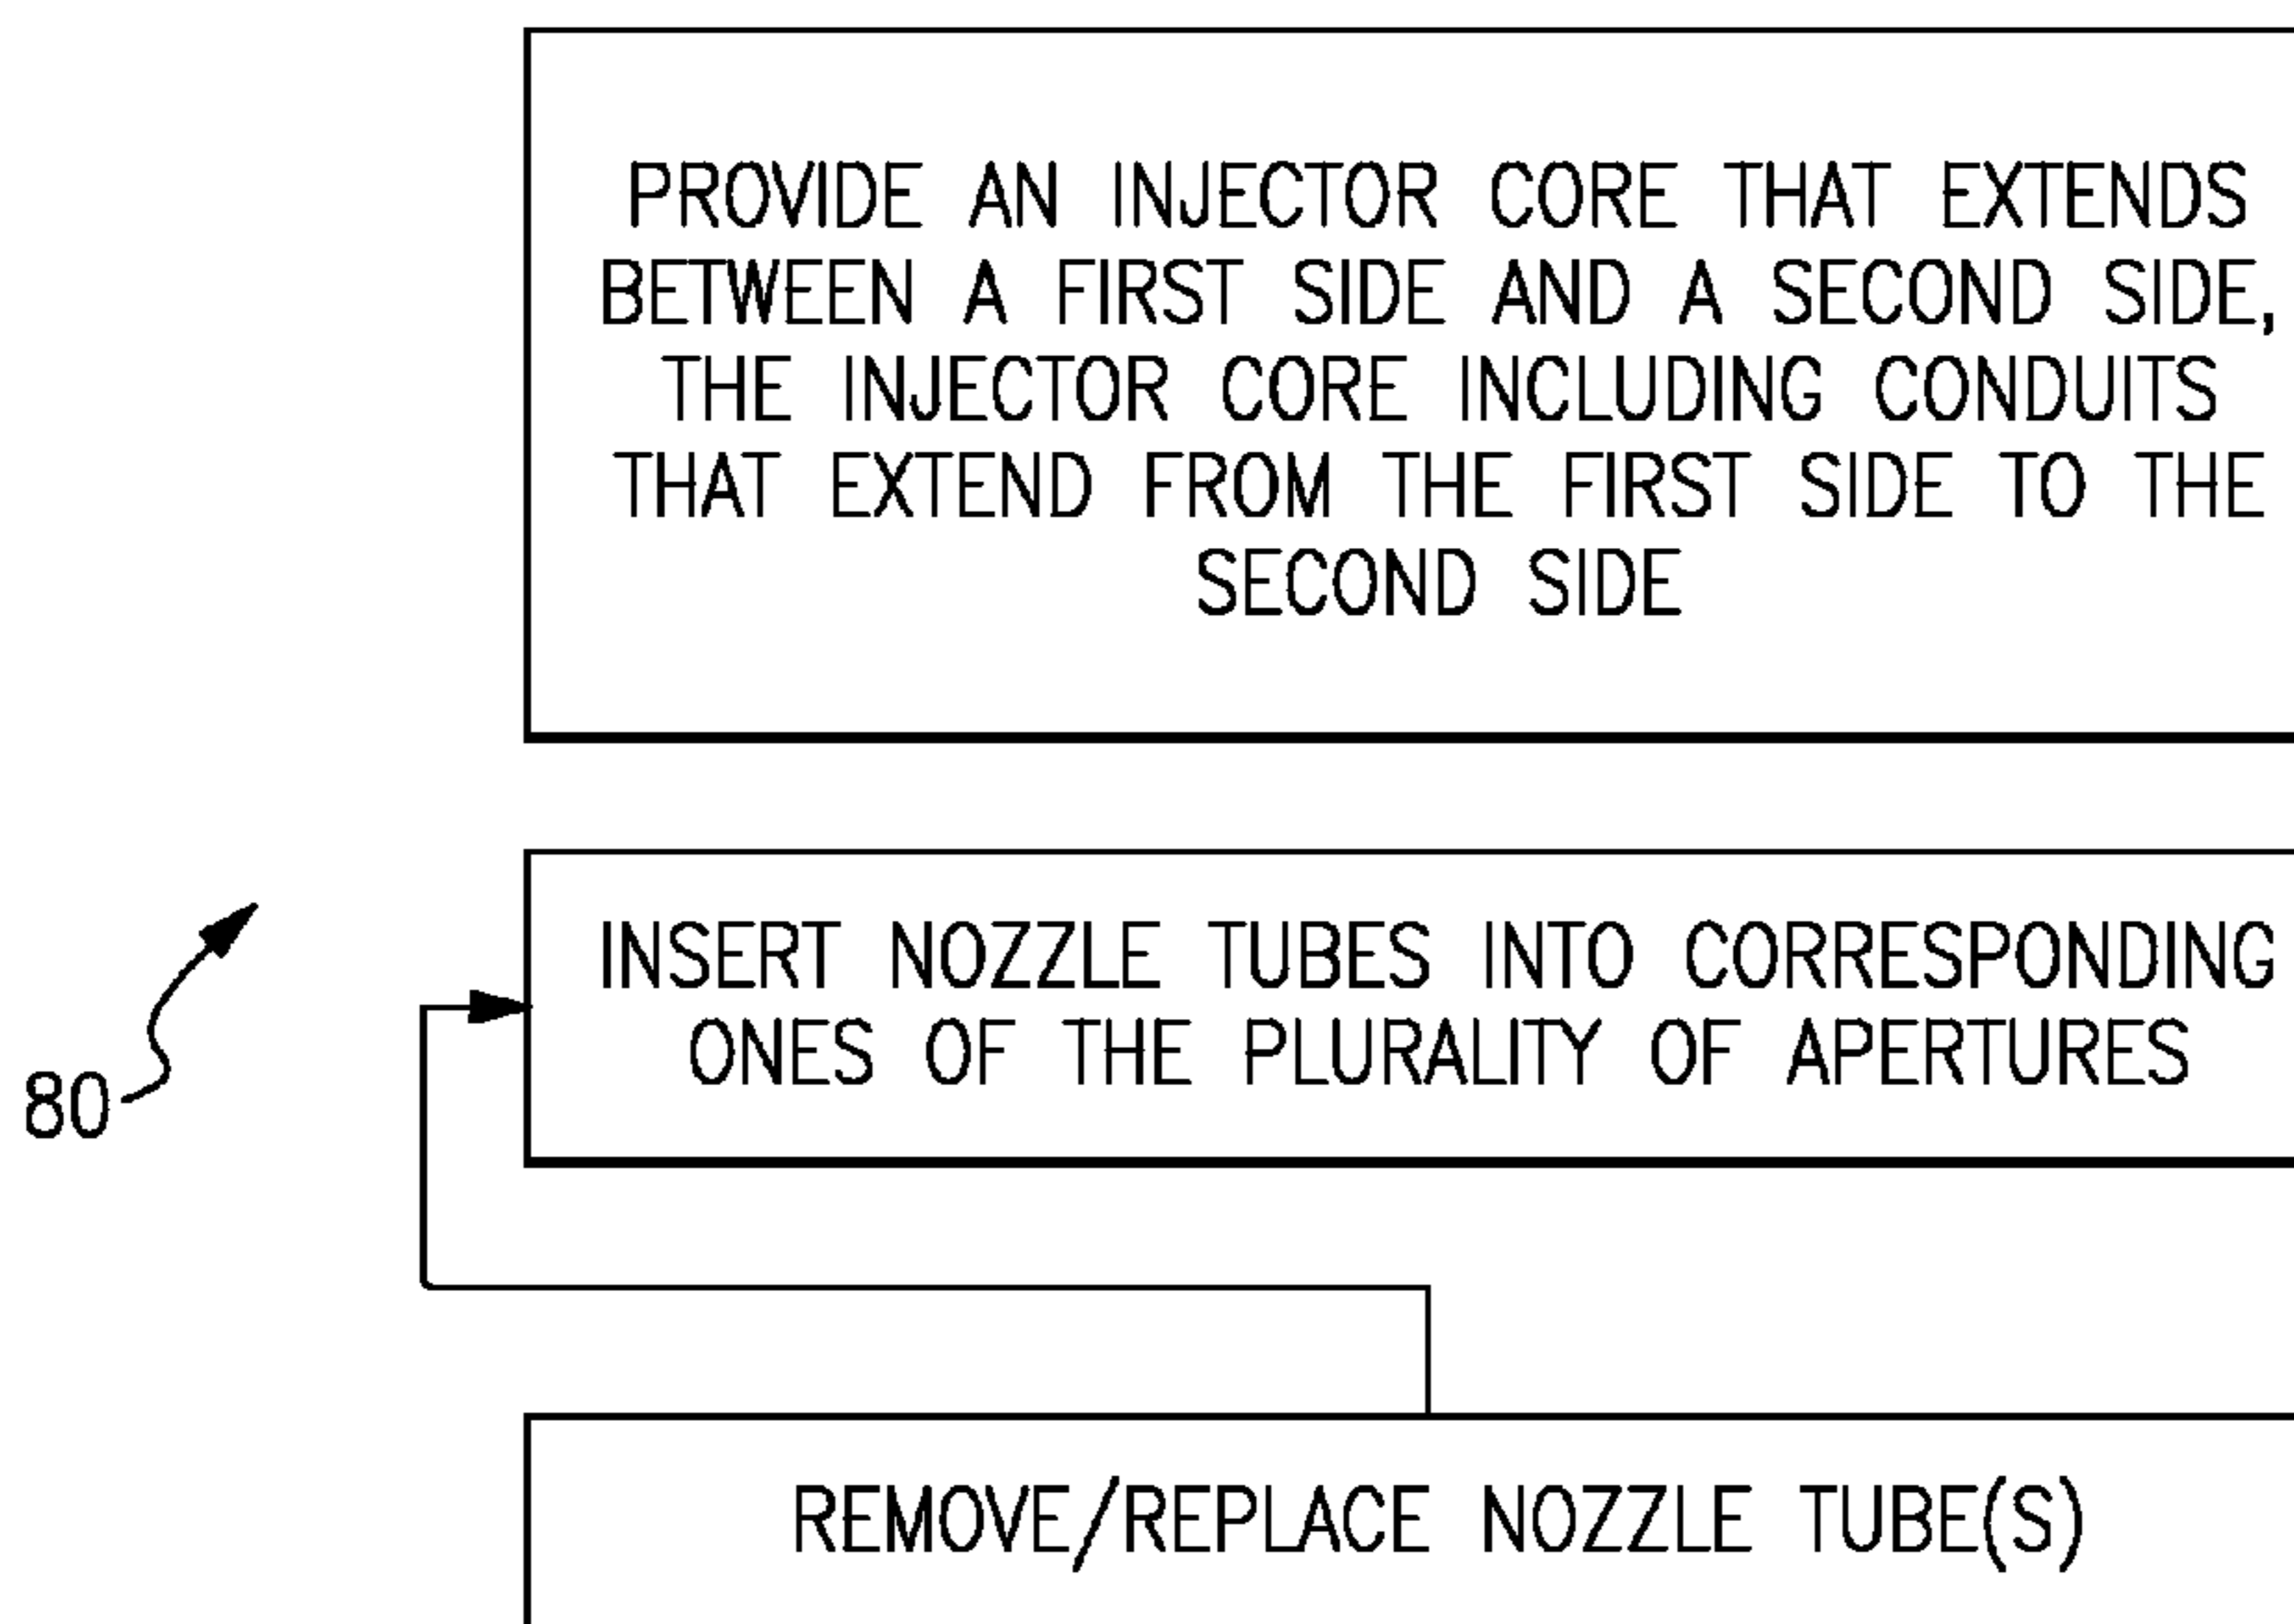 PROVIDE AN INJECTOR CORE THAT EXTENDS
BETWEEN A FIRST SIDE AND A SECOND SIDE,
THE INJECTOR CORE INCLUDING CONDUITS
THAT EXTEND FROM THE FIRST SIDE TO THE
SECOND SIDE
INSERT NOZZLE TUBES INTO CORRESPONDING
ONES OF THE PLURALITY OF APERTURES
80
REMOVE/REPLACE NOZZLE TUBE(S)